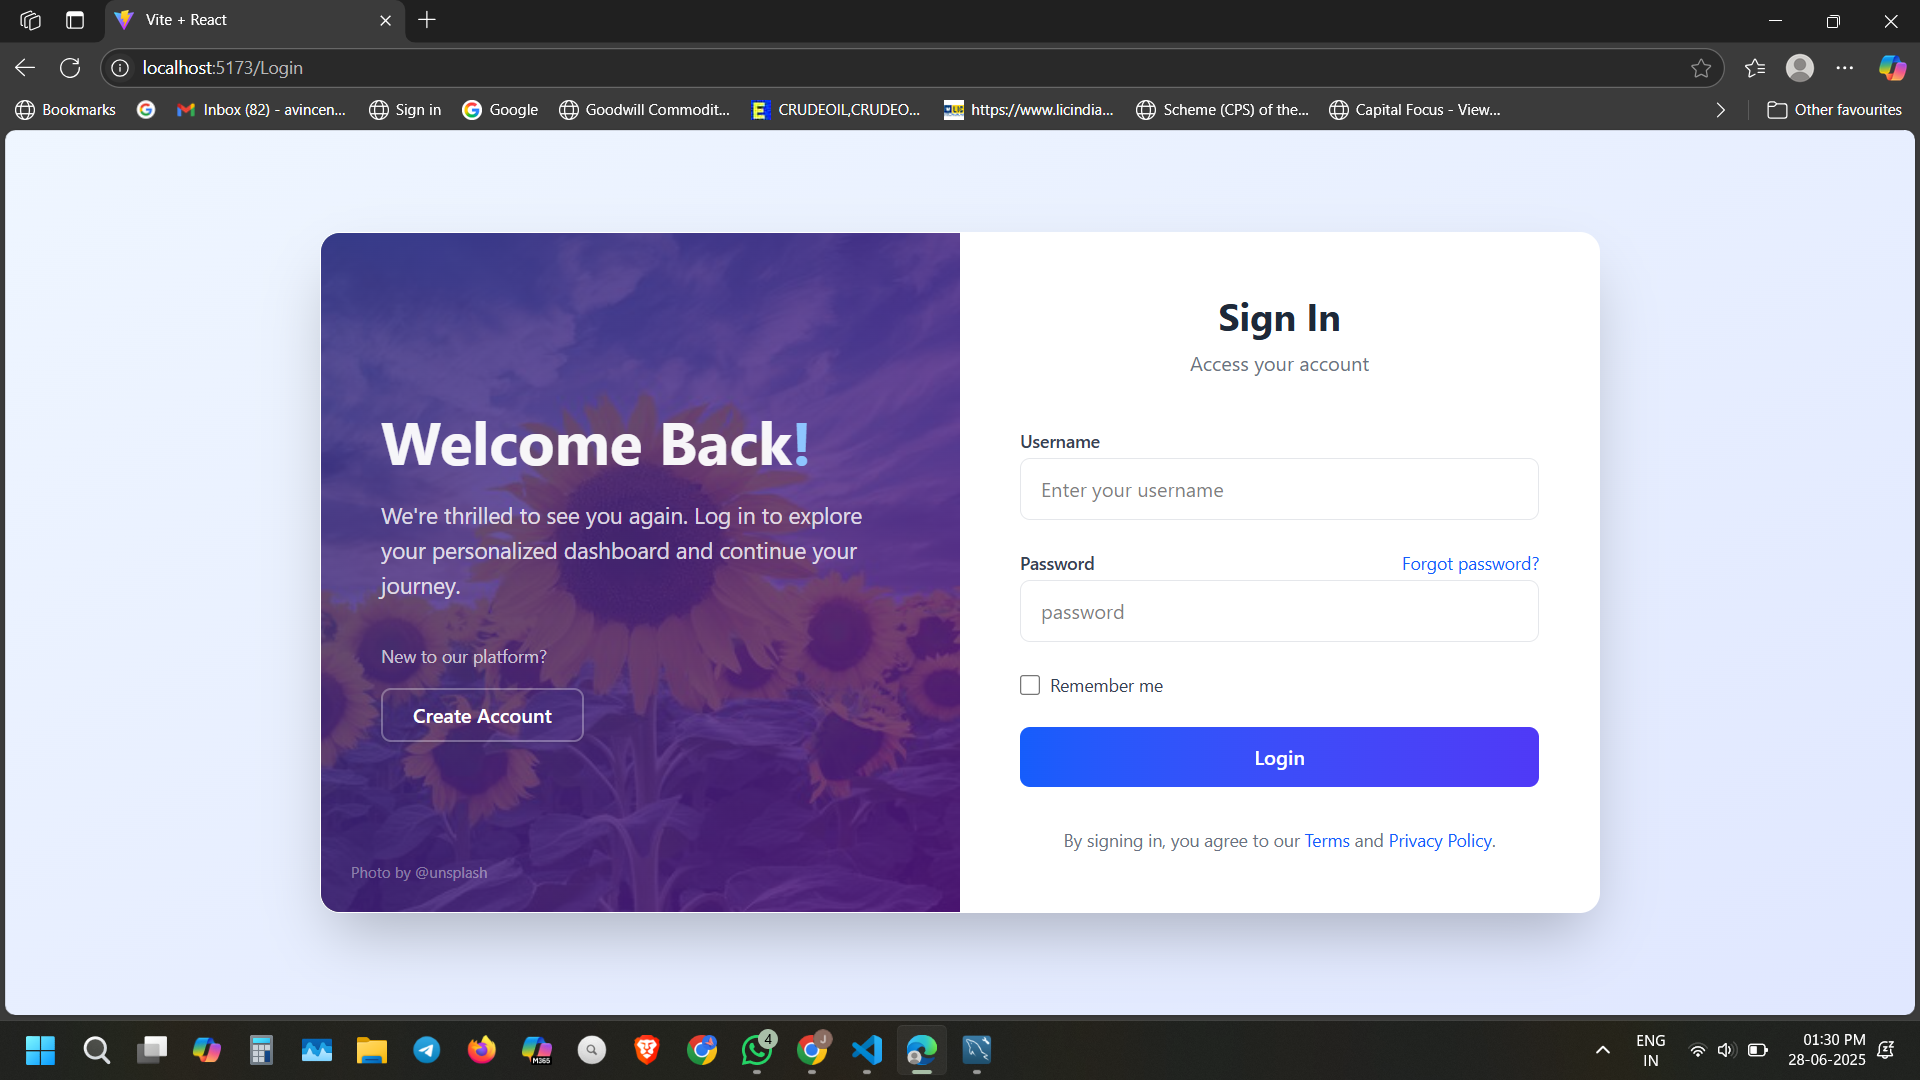 Vite + React
localhost:5173/Login
Bookmarks
Inbox (82) - avincen...
Sign in
Google
Goodwill Commodit...
CRUDEOIL,CRUDEO...
https://www.licindia...
Scheme (CPS) of the...
Capital Focus - View...
Other favourites
Welcome Back!
We're thrilled to see you again. Log in to explore
your personalized dashboard and continue your
journey.
New to our platform?
Create Account
Photo by @unsplash
Sign In
Access your account
Username
Enter your username
Password
Forgot password?
password
Remember me
Login
By signing in, you agree to our Terms and Privacy Policy.
M365
4
J
ENG
IN
01:30 PM
28-06-2025